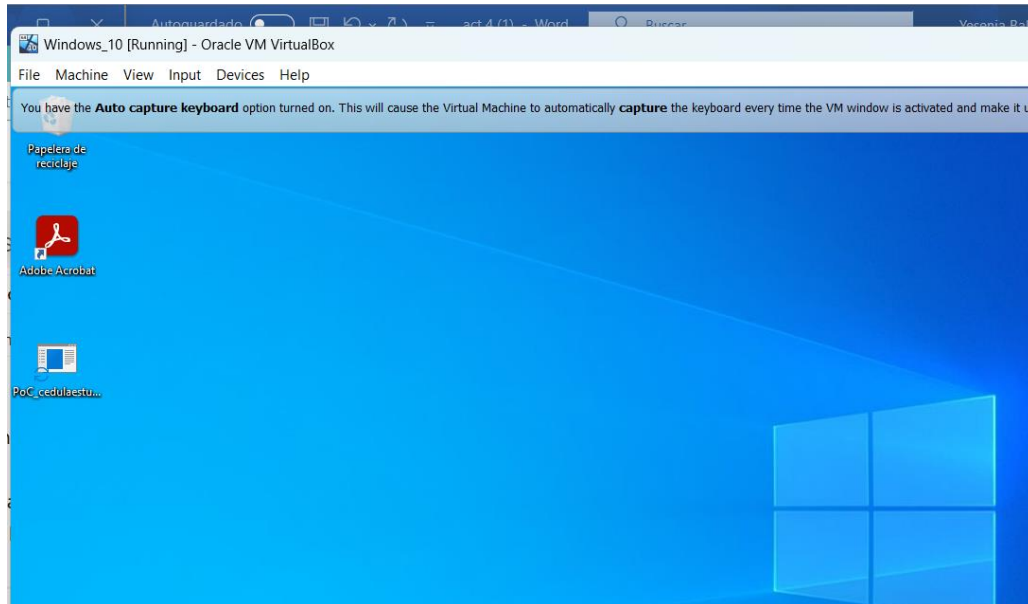 Autoguardado act 4 (1) - Word Buscar Yesenia
Windows_10 [Running] - Oracle VM VirtualBox
File Machine View Input Devices Help
You have the Auto capture keyboard option turned on. This will cause the Virtual Machine to automatically capture the keyboard every time the VM window is activated and make it
Papelera de
reciclaje
Adobe Acrobat
PoC_cedulaestu...